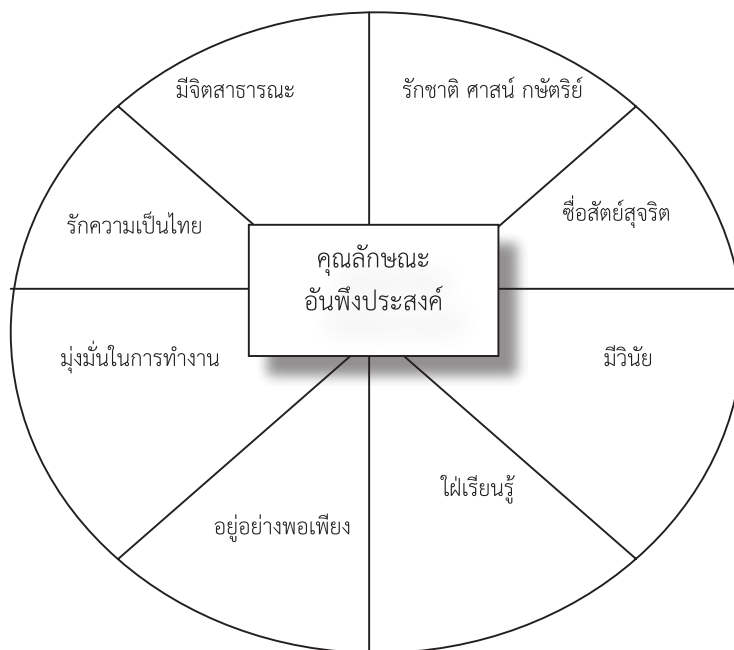 มีจิตสาธารณะ
รักชาติ ศาสน์ กษัตริย์
รักความเป็นไทย
ซื่อสัตย์สุจริต
คุณลักษณะ
อันพึงประสงค์
มุ่งมั่นในการทำงาน
มีวินัย
ใฝ่เรียนรู้
อยู่อย่างพอเพียง